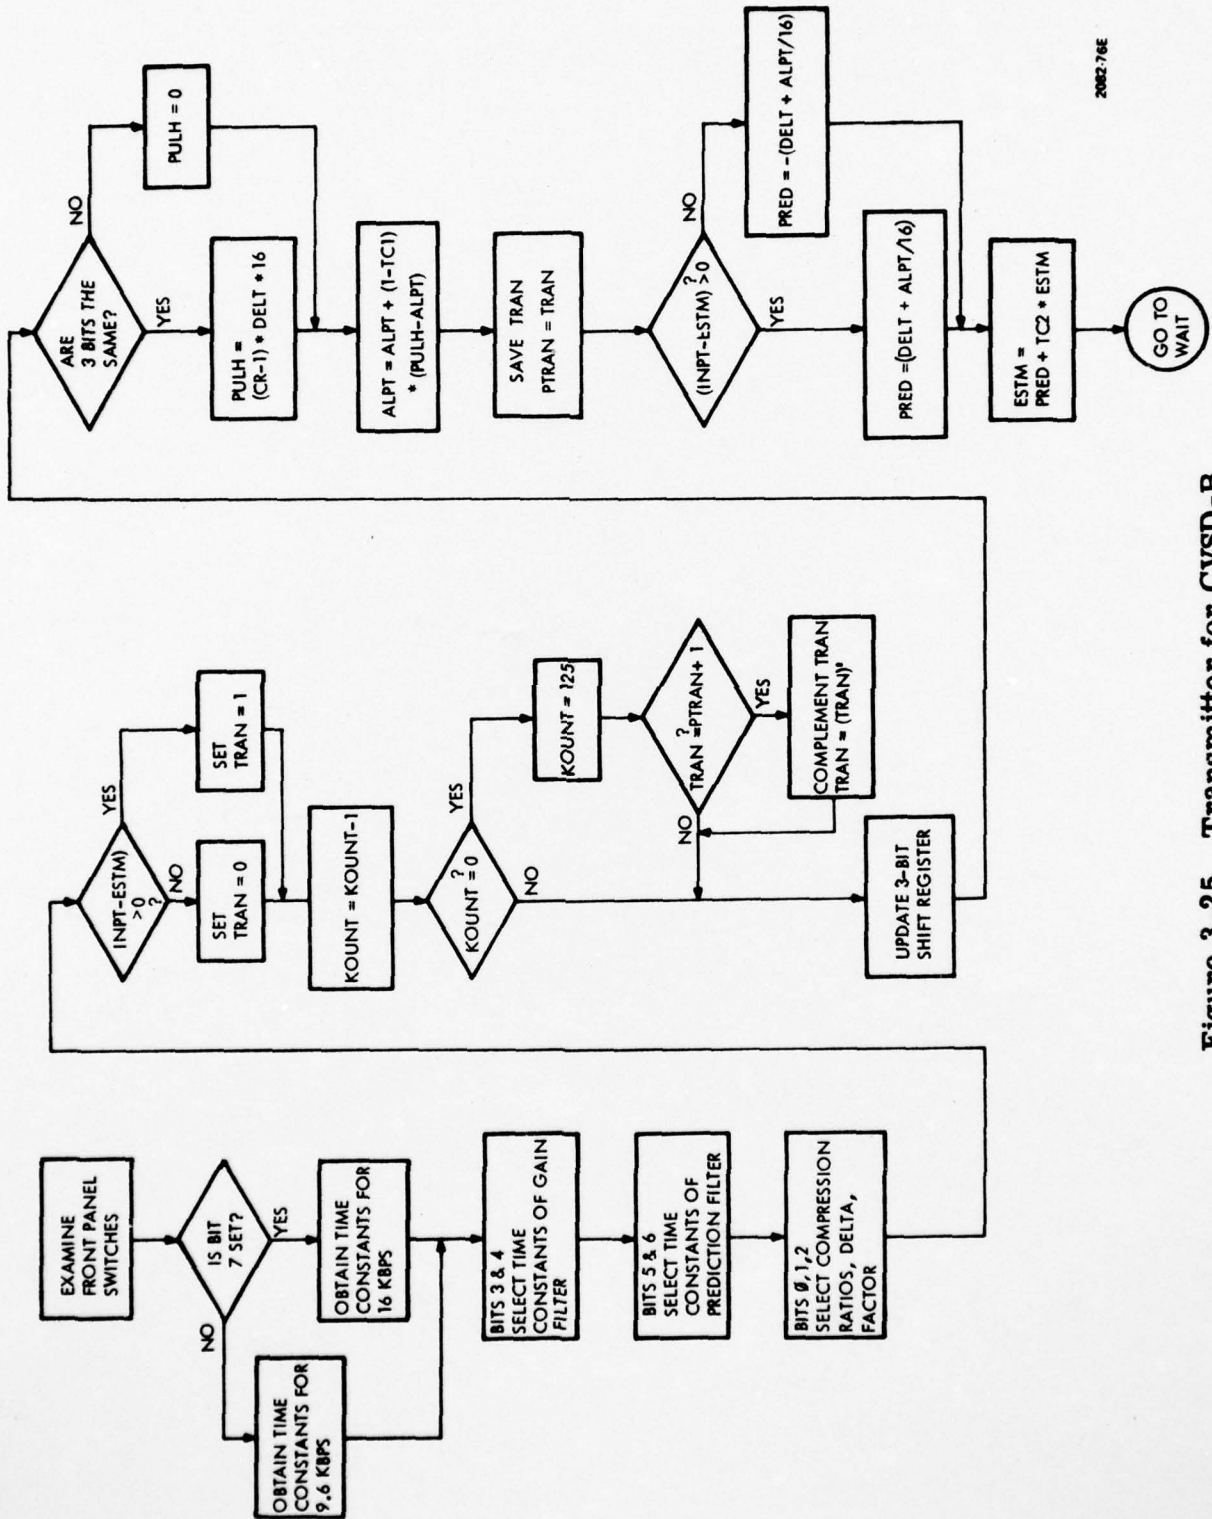 EXAMINE
FRONT PANEL
SWITCHES
IS BIT
7 SET?
NO
YES
OBTAIN TIME
CONSTANTS FOR
9.6 KBPS
OBTAIN TIME
CONSTANTS FOR
16 KBPS
BITS 3 & 4
SELECT TIME
CONSTANTS OF GAIN
FILTER
BITS 5 & 6
SELECT TIME
CONSTANTS OF
PREDICTION FILTER
BITS Ø,1,2
SELECT COMPRESSION
RATIOS, DELTA,
FACTOR
INPT-ESTM)
>0
?
YES
NO
SET
TRAN = 0
SET
TRAN = 1
KOUNT = KOUNT-1
?
KOUNT = 0
YES
NO
KOUNT = 125
?
TRAN =PTRAN+ 1
NO
YES
COMPLEMENT TRAN
TRAN = (TRAN)'
UPDATE 3-BIT
SHIFT REGISTER
ARE
3 BITS THE
SAME?
NO
YES
PULH = 0
PULH =
(CR-1) * DELT * 16
ALPT = ALPT + (1-TC1)
* (PULH-ALPT)
SAVE TRAN
PTRAN = TRAN
?
(INPT-ESTM) >0
NO
YES
PRED = -(DELT + ALPT/16)
PRED =(DELT + ALPT/16)
ESTM =
PRED + TC2 * ESTM
GO TO
WAIT
2082-76E
Figure 3-25. Transmitter for CVSD-B